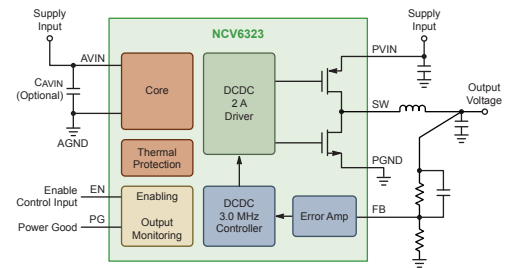 Supply
Input
NCV6323
Supply
Input
AVIN
PVIN
CAVIN
(Optional)
AGND
Core
DCDC
2 A
Driver
SW
Output
Voltage
Thermal
Protection
PGND
Enable
Control Input
EN
Enabling
Power Good
PG
Output
Monitoring
DCDC
3.0 MHz
Controller
Error Amp
FB